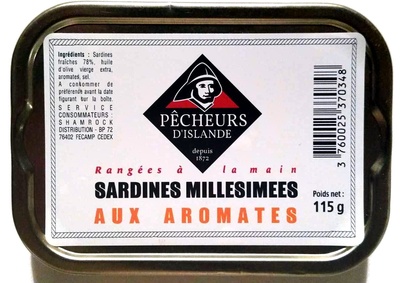 Ingrédients : Sardines
fraîches 78%, huile
d'olive vierge extra,
aromates, sel.
A consommer de
préférence avant la date
figurant sur la boîte.
SERVICE
CONSOMMATEURS :
SHAMROCK
DISTRIBUTION - BP 72
76402 FECAMP CEDEX
PÊCHEURS
D'ISLANDE
depuis
1872
Rangées à la main
SARDINES MILLESIMEES
AUX AROMATES
3 760025 370348
Poids net :
115 g